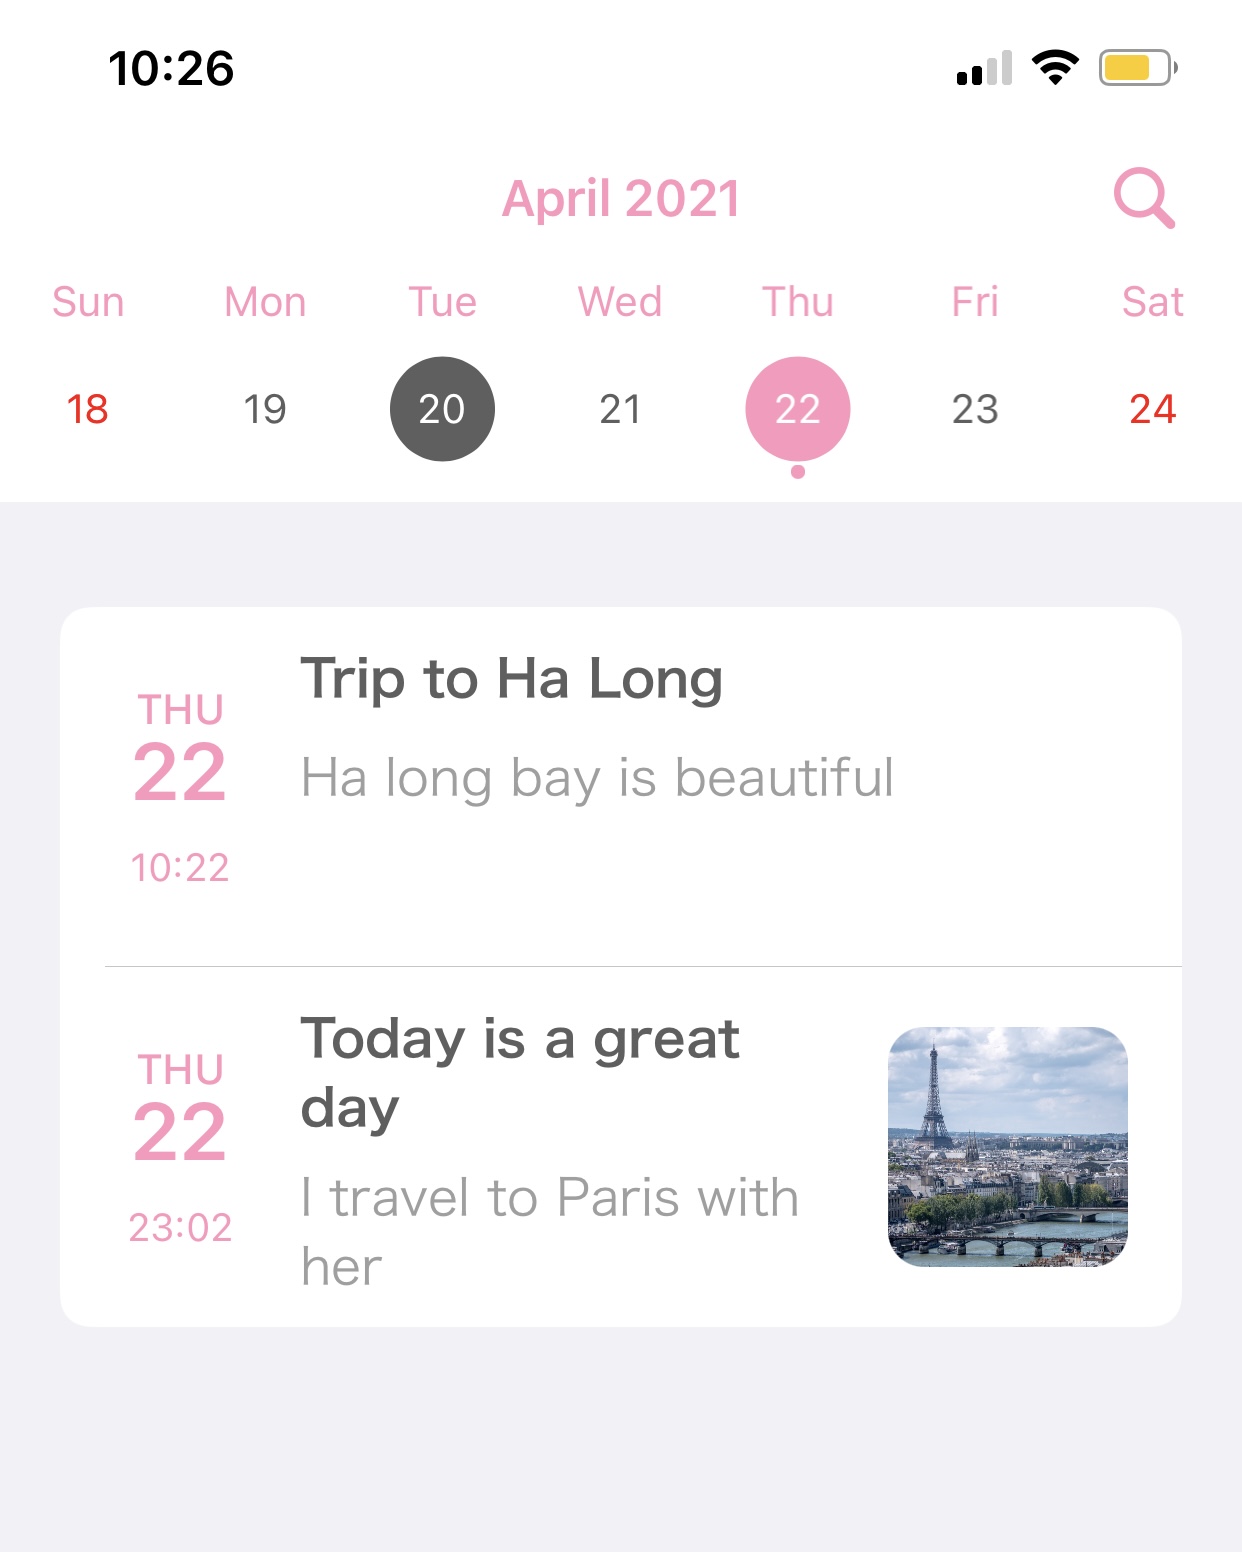 10:26
April 2021
Sun Mon Tue Wed Thu Fri Sat
18 19 20 21 22 23 24
THU
22
10:22
Trip to Ha Long
Ha long bay is beautiful
THU
22
23:02
Today is a great
day
I travel to Paris with
her